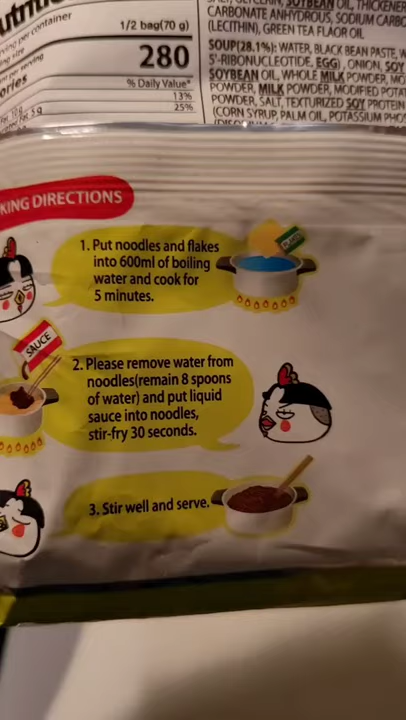 1/2 bag(70 g)
280
% Daily Value*
13%
25%
SOYBEAN OIL, THICKENER
CARBONATE ANHYDROUS, SODIUM CARBO
(LECITHIN), GREEN TEA FLAOR OIL
SOUP(28.1%): WATER, BLACK BEAN PASTE,
5'-RIBONUCLEOTIDE, EGG), ONION, SOY
SOYBEAN OIL, WHOLE MILK POWDER,
POWDER, MILK POWDER, MODIFIED POTAT
POWDER, SALT, TEXTURIZED SOY PROTEIN
(CORN SYRUP, PALM OIL, POTASSIUM PHOS
KING DIRECTIONS
1. Put noodles and flakes
into 600ml of boiling
water and cook for
5 minutes.
FLAKES
SAUCE
2. Please remove water from
noodles(remain 8 spoons
of water) and put liquid
sauce into noodles,
stir-fry 30 seconds.
3. Stir well and serve.